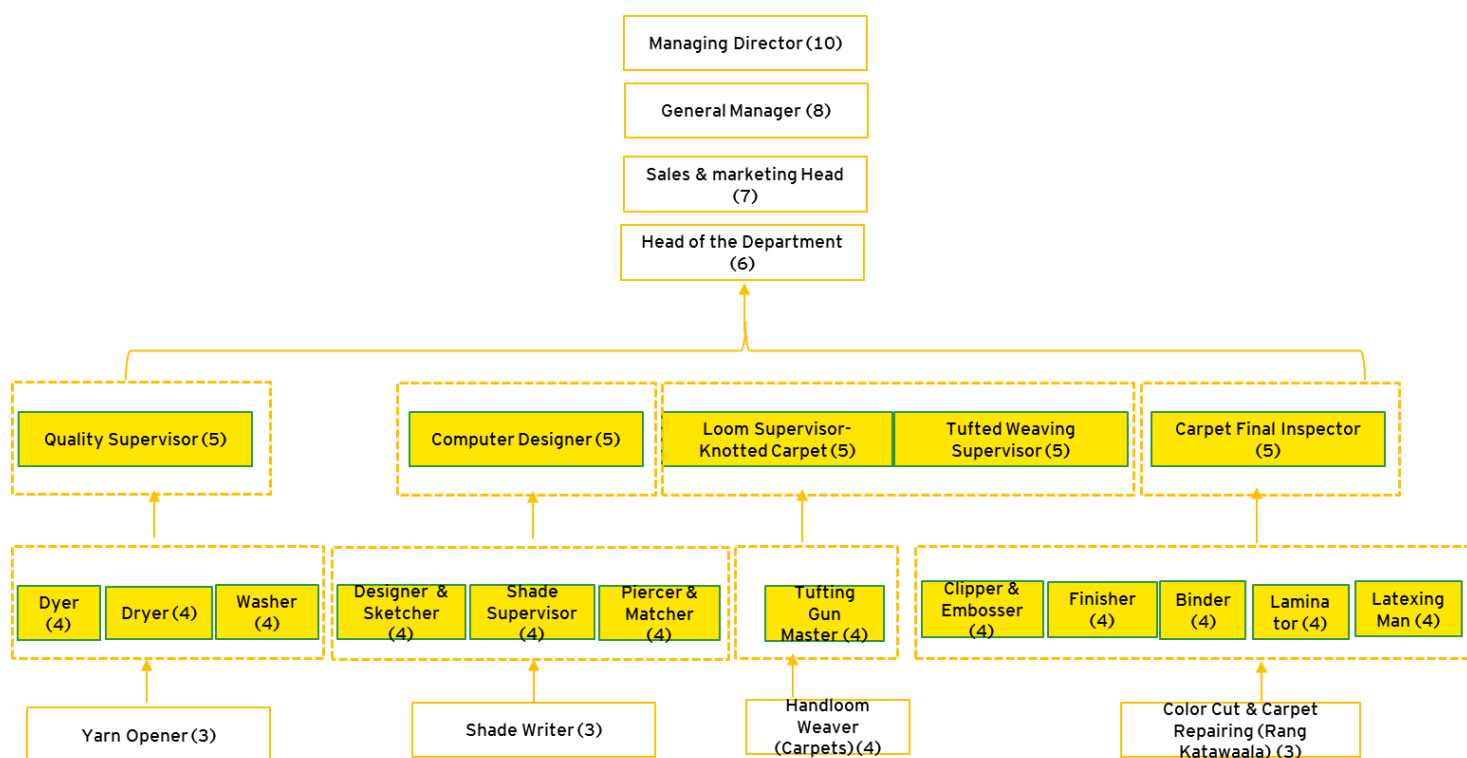 Managing Director (10)
General Manager (8)
Sales & marketing Head
(7)
Head of the Department
(6)
Quality Supervisor (5)
Computer Designer (5)
Loom Supervisor-
Knotted Carpet (5)
Tufted Weaving
Supervisor (5)
Carpet Final Inspector
(5)
Dyer
(4)
Dryer (4)
Washer
(4)
Designer & 
Sketcher
(4)
Shade
Supervisor
(4)
Piercer &
Matcher
(4)
Tufting
Gun
Master (4)
Clipper &
Embosser
(4)
Finisher
(4)
Binder
(4)
Lamina
tor (4)
Latexing
Man (4)
Yarn Opener (3)
Shade Writer (3)
Handloom
Weaver
(Carpets) (4)
Color Cut & Carpet
Repairing (Rang
Katawaala) (3)